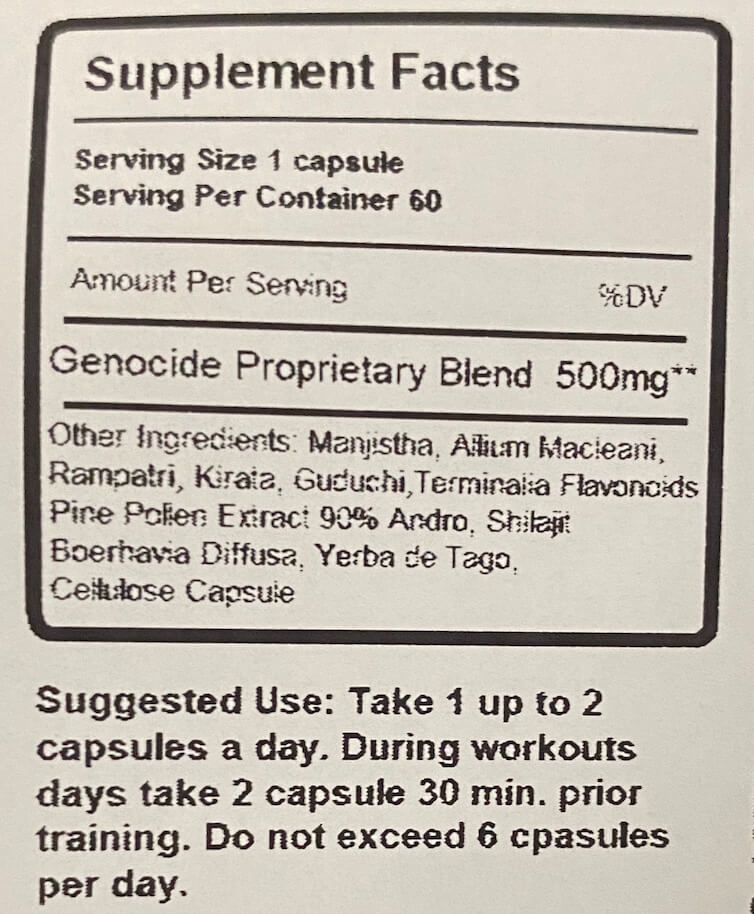 Supplement Facts
Serving Size 1 capsule
Serving Per Container 60
Amount Per Serving %DV
Genocide Proprietary Blend 500mg**
Other Ingredients: Manjistha, Allium Macleani,
Rampatri, Kirata, Guduchi,Terminalia Flavonoids
Pine Pollen Extract 90% Andro, Shilajit
Boerhavia Diffusa, Yerba de Tago,
Cellulose Capsule
Suggested Use: Take 1 up to 2
capsules a day. During workouts
days take 2 capsule 30 min. prior
training. Do not exceed 6 cpasules
per day.